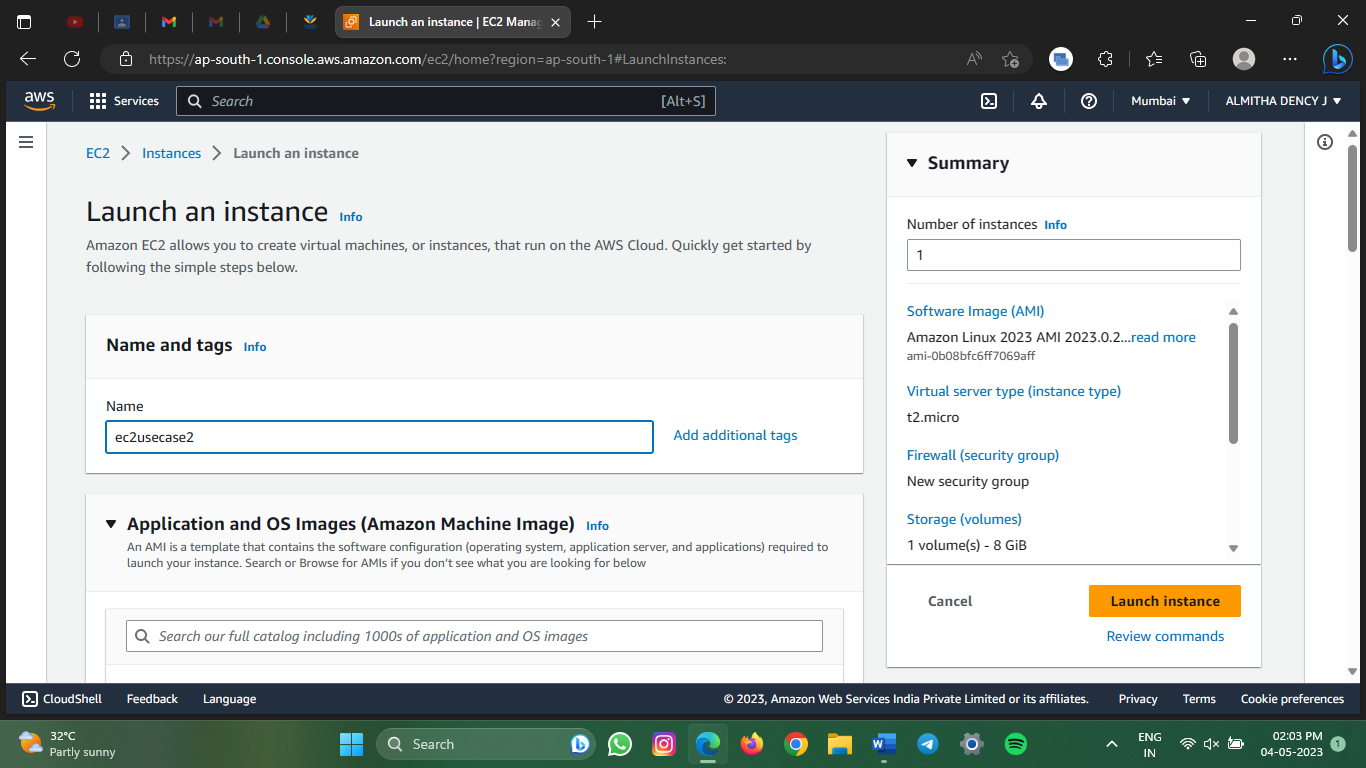 Launch an instance | EC2 Manag
https://ap-south-1.console.aws.amazon.com/ec2/home?region=ap-south-1#LaunchInstances:
aws
Services
Search
[Alt+S]
Mumbai
ALMITHA DENCY J
EC2
Instances
Launch an instance
Launch an instance Info
Amazon EC2 allows you to create virtual machines, or instances, that run on the AWS Cloud. Quickly get started by
following the simple steps below.
Name and tags Info
Name
ec2usecase2
Add additional tags
Application and OS Images (Amazon Machine Image) Info
An AMI is a template that contains the software configuration (operating system, application server, and applications) required to
launch your instance. Search or Browse for AMIs if you don't see what you are looking for below
Search our full catalog including 1000s of application and OS images
Summary
Number of instances Info
1
Software Image (AMI)
Amazon Linux 2023 AMI 2023.0.2...read more
ami-0b08bfc6ff7069aff
Virtual server type (instance type)
t2.micro
Firewall (security group)
New security group
Storage (volumes)
1 volume(s) - 8 GiB
Cancel
Launch instance
Review commands
CloudShell
Feedback
Language
© 2023, Amazon Web Services India Private Limited or its affiliates.
Privacy
Terms
Cookie preferences
32°C
Partly sunny
Search
ENG
IN
02:03 PM
04-05-2023
1